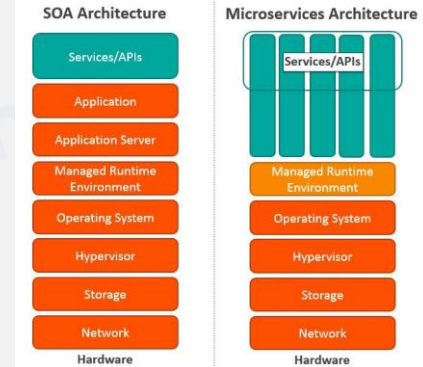 SOA Architecture
Services/APIs
Application
Application Server
Managed Runtime
Environment
Operating System
Hypervisor
Storage
Network
Hardware
Microservices Architecture
Services/APIs
Managed Runtime
Environment
Operating System
Hypervisor
Storage
Network
Hardware